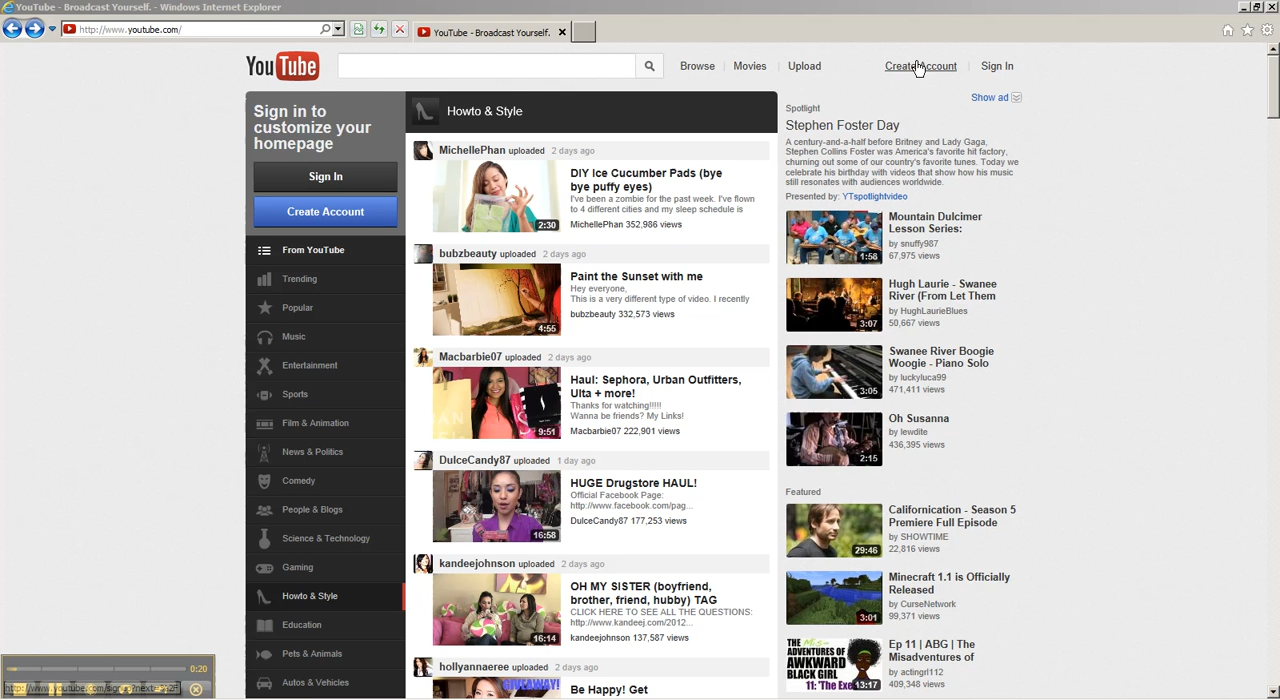 YouTube - Broadcast Yourself. - Windows Internet Explorer
http://www.youtube.com/
YouTube - Broadcast Yourself.
YouTube
Browse
Movies
Upload
Create Account
Sign In
Show ad
Sign in to
customize your
homepage
Sign In
Create Account
From YouTube
Trending
Popular
Music
Entertainment
Sports
Film & Animation
News & Politics
Comedy
People & Blogs
Science & Technology
Gaming
Howto & Style
Education
Pets & Animals
Autos & Vehicles
Howto & Style
MichellePhan uploaded 2 days ago
2:30
DIY Ice Cucumber Pads (bye
bye puffy eyes)
I've been a zombie for the past week. I've flown
to 4 different cities and my sleep schedule is
MichellePhan 352,986 views
bubzbeauty uploaded 2 days ago
4:55
Paint the Sunset with me
Hey everyone,
This is a very different type of video. I recently
bubzbeauty 332,573 views
Macbarbie07 uploaded 2 days ago
9:51
Haul: Sephora, Urban Outfitters,
Ulta + more!
Thanks for watching!!!!!
Wanna be friends? My Links!
Macbarbie07 222,901 views
DulceCandy87 uploaded 1 day ago
16:58
HUGE Drugstore HAUL!
Official Facebook Page:
http://www.facebook.com/pag...
DulceCandy87 177,253 views
kandeejohnson uploaded 2 days ago
16:14
OH MY SISTER (boyfriend,
brother, friend, hubby) TAG
CLICK HERE TO SEE ALL THE QUESTIONS:
http://www.kandeej.com/2012...
kandeejohnson 137,587 views
hollyannaeree uploaded 2 days ago
GIVEAWAY!
Be Happy! Get
Spotlight
Stephen Foster Day
A century-and-a-half before Britney and Lady Gaga,
Stephen Collins Foster was America's favorite hit factory,
churning out some of our country's favorite tunes. Today we
celebrate his birthday with videos that show how his music
still resonates with audiences worldwide.
Presented by: YTspotlightvideo
1:58
Mountain Dulcimer
Lesson Series:
by snuffy987
67,975 views
3:07
Hugh Laurie - Swanee
River (From Let Them
by HughLaurieBlues
50,667 views
3:05
Swanee River Boogie
Woogie - Piano Solo
by luckyluca99
471,411 views
2:15
Oh Susanna
by lewdite
436,395 views
Featured
29:46
Californication - Season 5
Premiere Full Episode
by SHOWTIME
22,816 views
3:01
Minecraft 1.1 is Officially
Released
by CurseNetwork
99,371 views
THE MIS-
ADVENTURES OF
AWKWARD
BLACK GIRL
13:17
Ep 11 | ABG | The
Misadventures of
by actingrl112
409,348 views
0:20